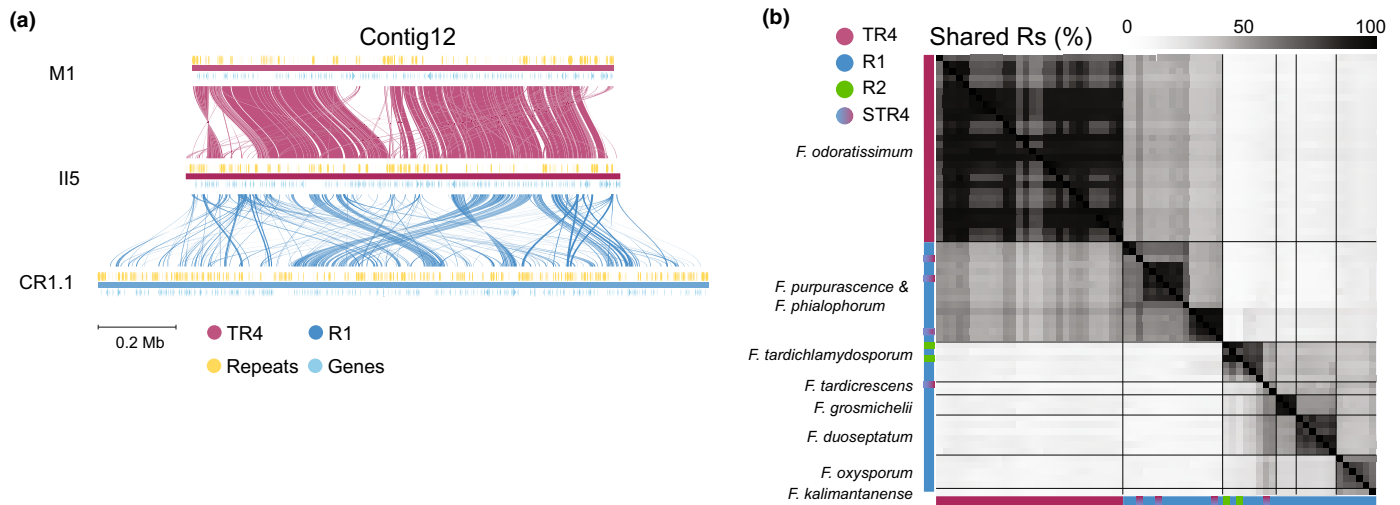 (a)
Contig12
M1
II5
CR1.1
0.2 Mb
TR4
R1
Repeats
Genes
(b)
TR4
R1
R2
STR4
Shared Rs (%)
0
50
100
F. odoratissimum
F. purpurascence &
F. phialophorum
F. tardichlamydosporum
F. tardicrescens
F. grosmichelii
F. duoseptatum
F. oxysporum
F. kalimantanense